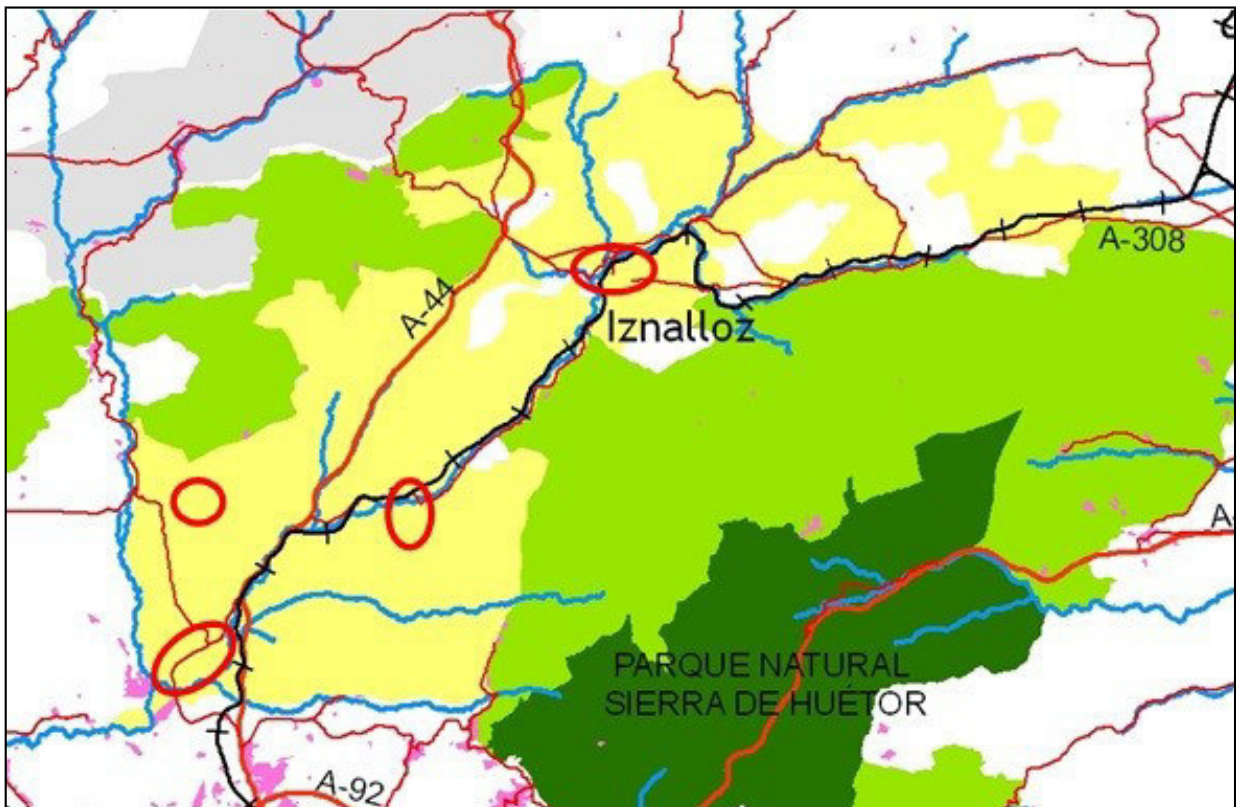 A-308
A-44
Iznalloz
PARQUE NATURAL
SIERRA DE HUÉTOR
A-92